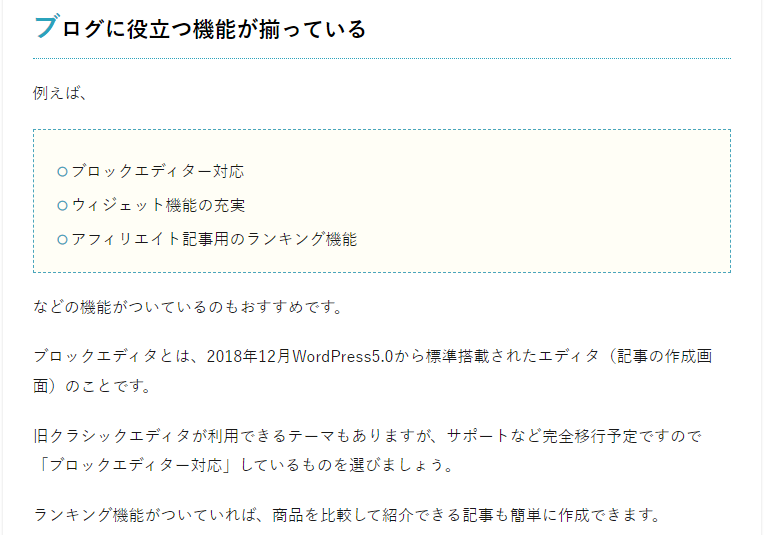 ブログに役立つ機能が揃っている
例えば、
ブロックエディター対応
ウィジェット機能の充実
アフィリエイト記事用のランキング機能
などの機能がついているのもおすすめです。
ブロックエディタとは、2018年12月WordPress5.0から標準搭載されたエディタ（記事の作成画
面）のことです。
旧クラシックエディタが利用できるテーマもありますが、サポートなど完全移行予定ですので
「ブロックエディター対応」しているものを選びましょう。
ランキング機能がついていれば、商品を比較して紹介できる記事も簡単に作成できます。